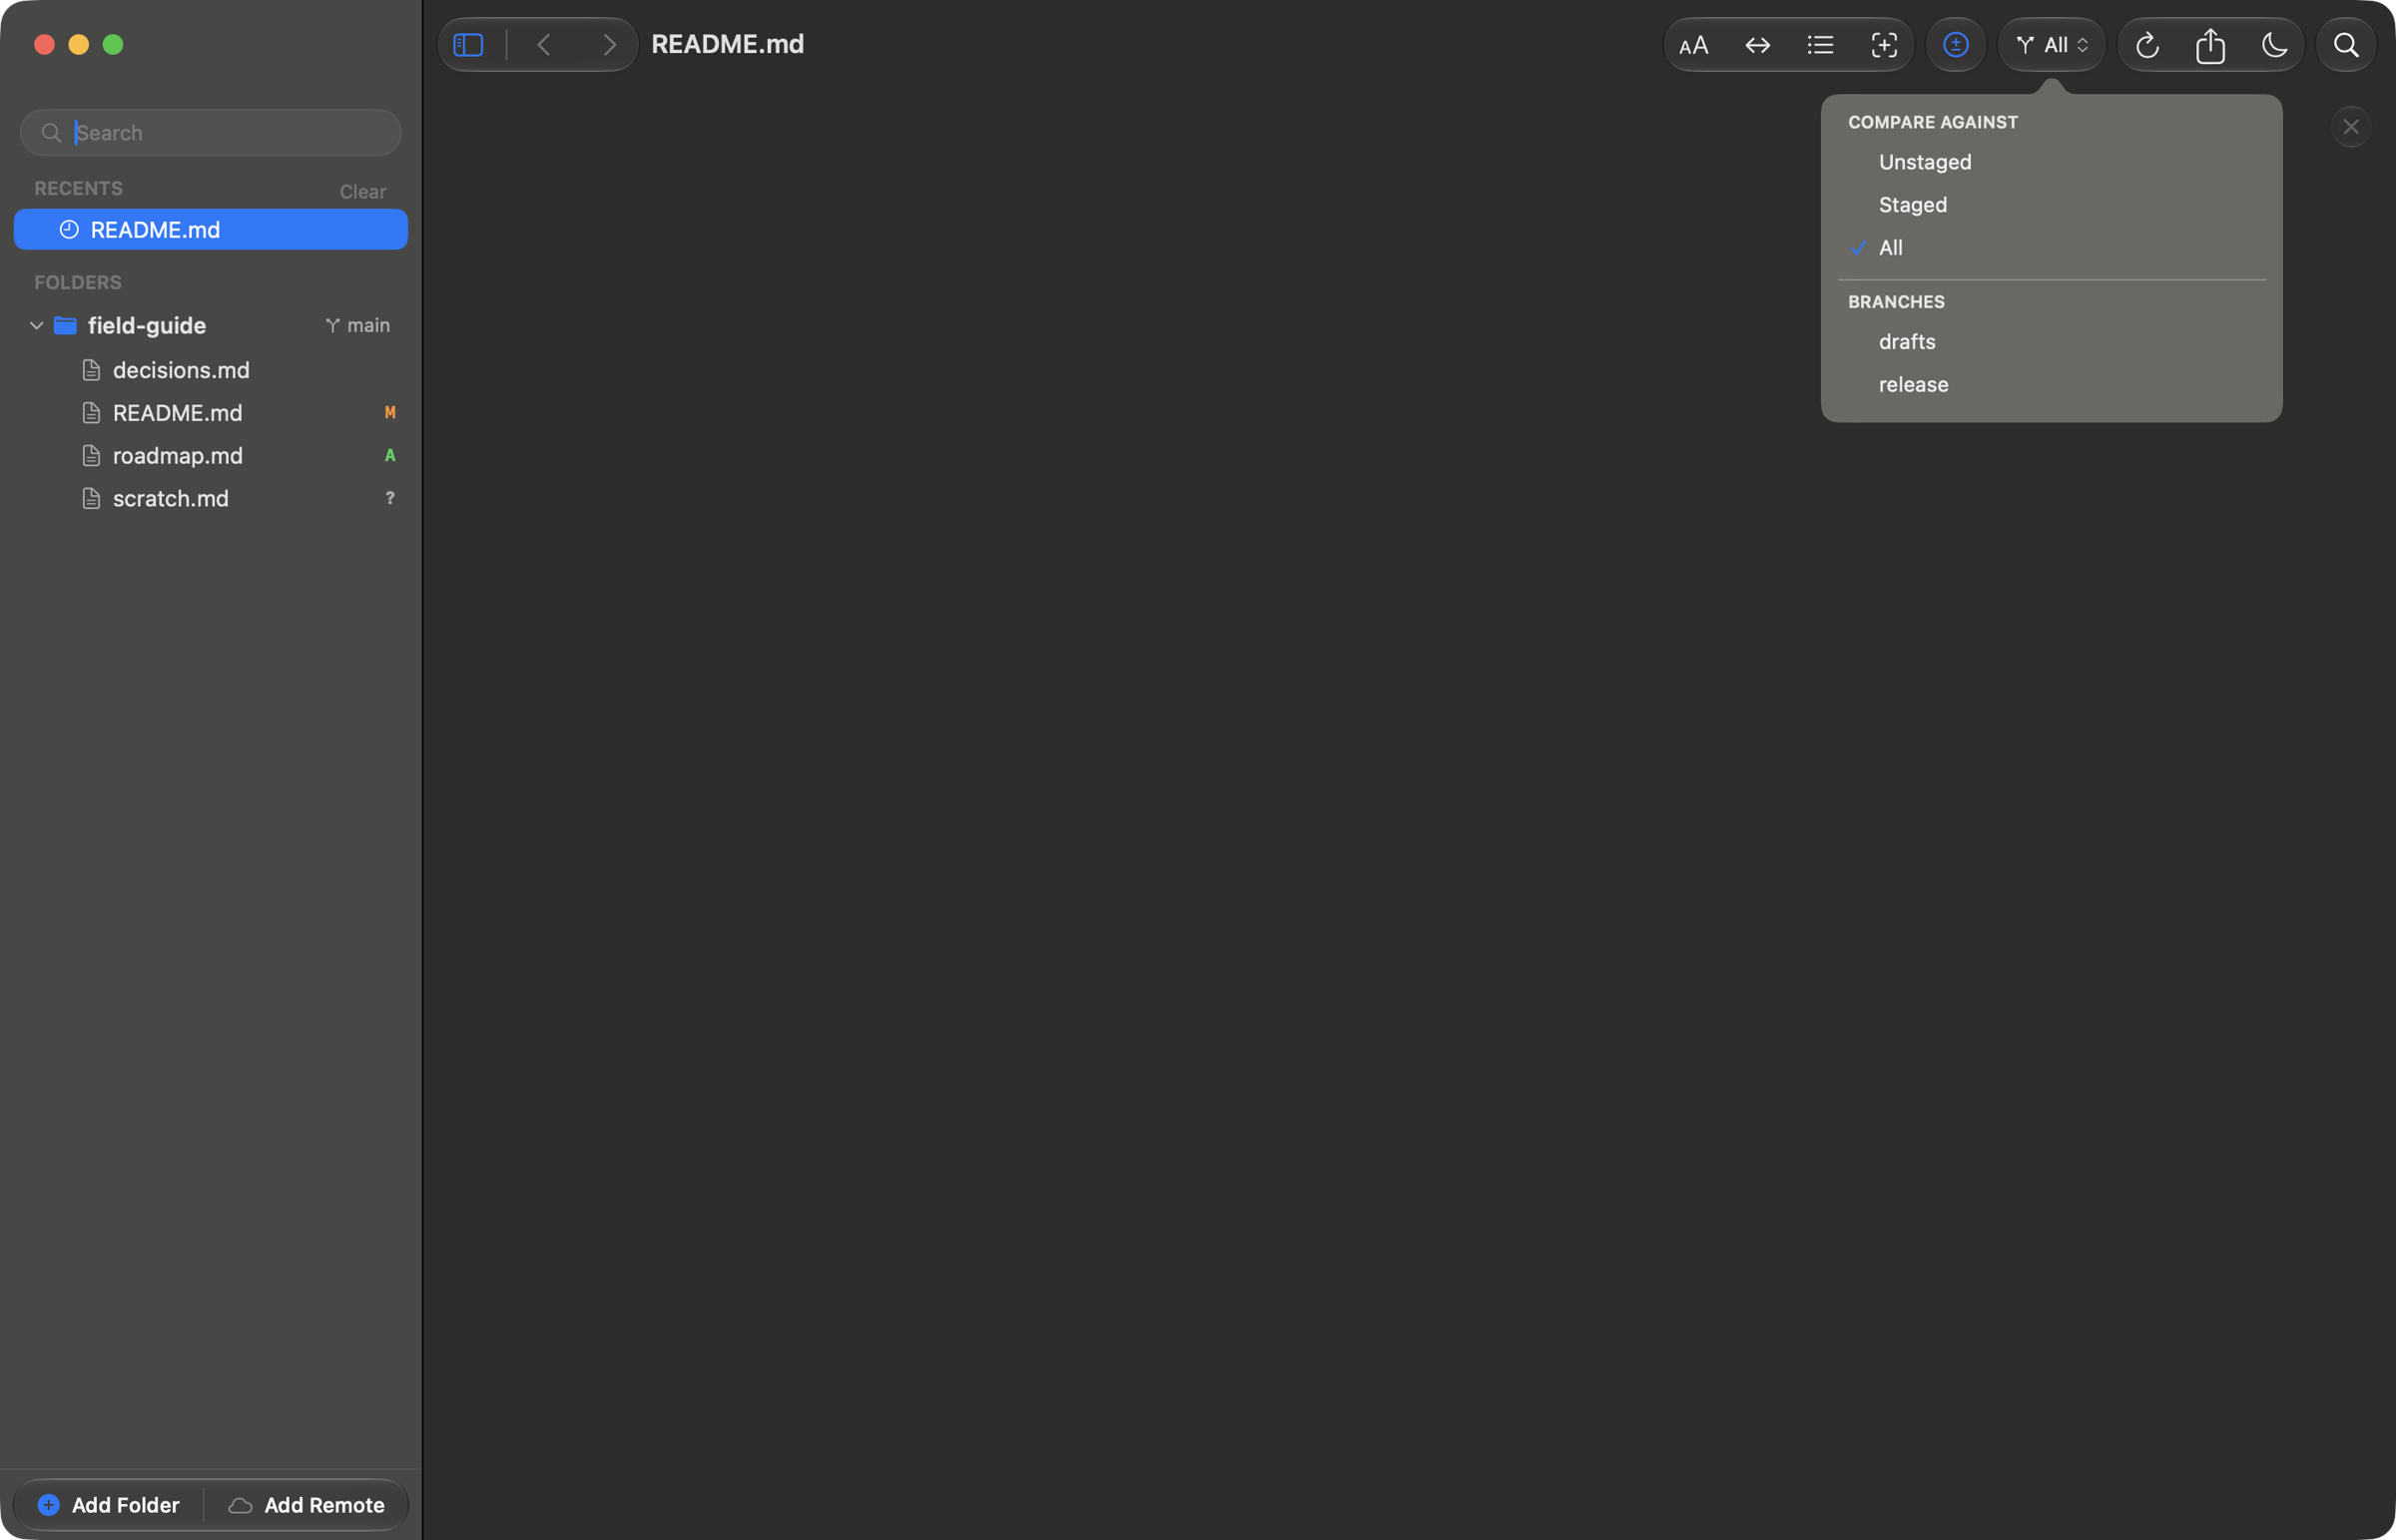 README.md
AA
All
Search
RECENTS
Clear
README.md
FOLDERS
field-guide
main
decisions.md
README.md
M
roadmap.md
A
scratch.md
?
COMPARE AGAINST
Unstaged
Staged
All
BRANCHES
drafts
release
Add Folder
Add Remote